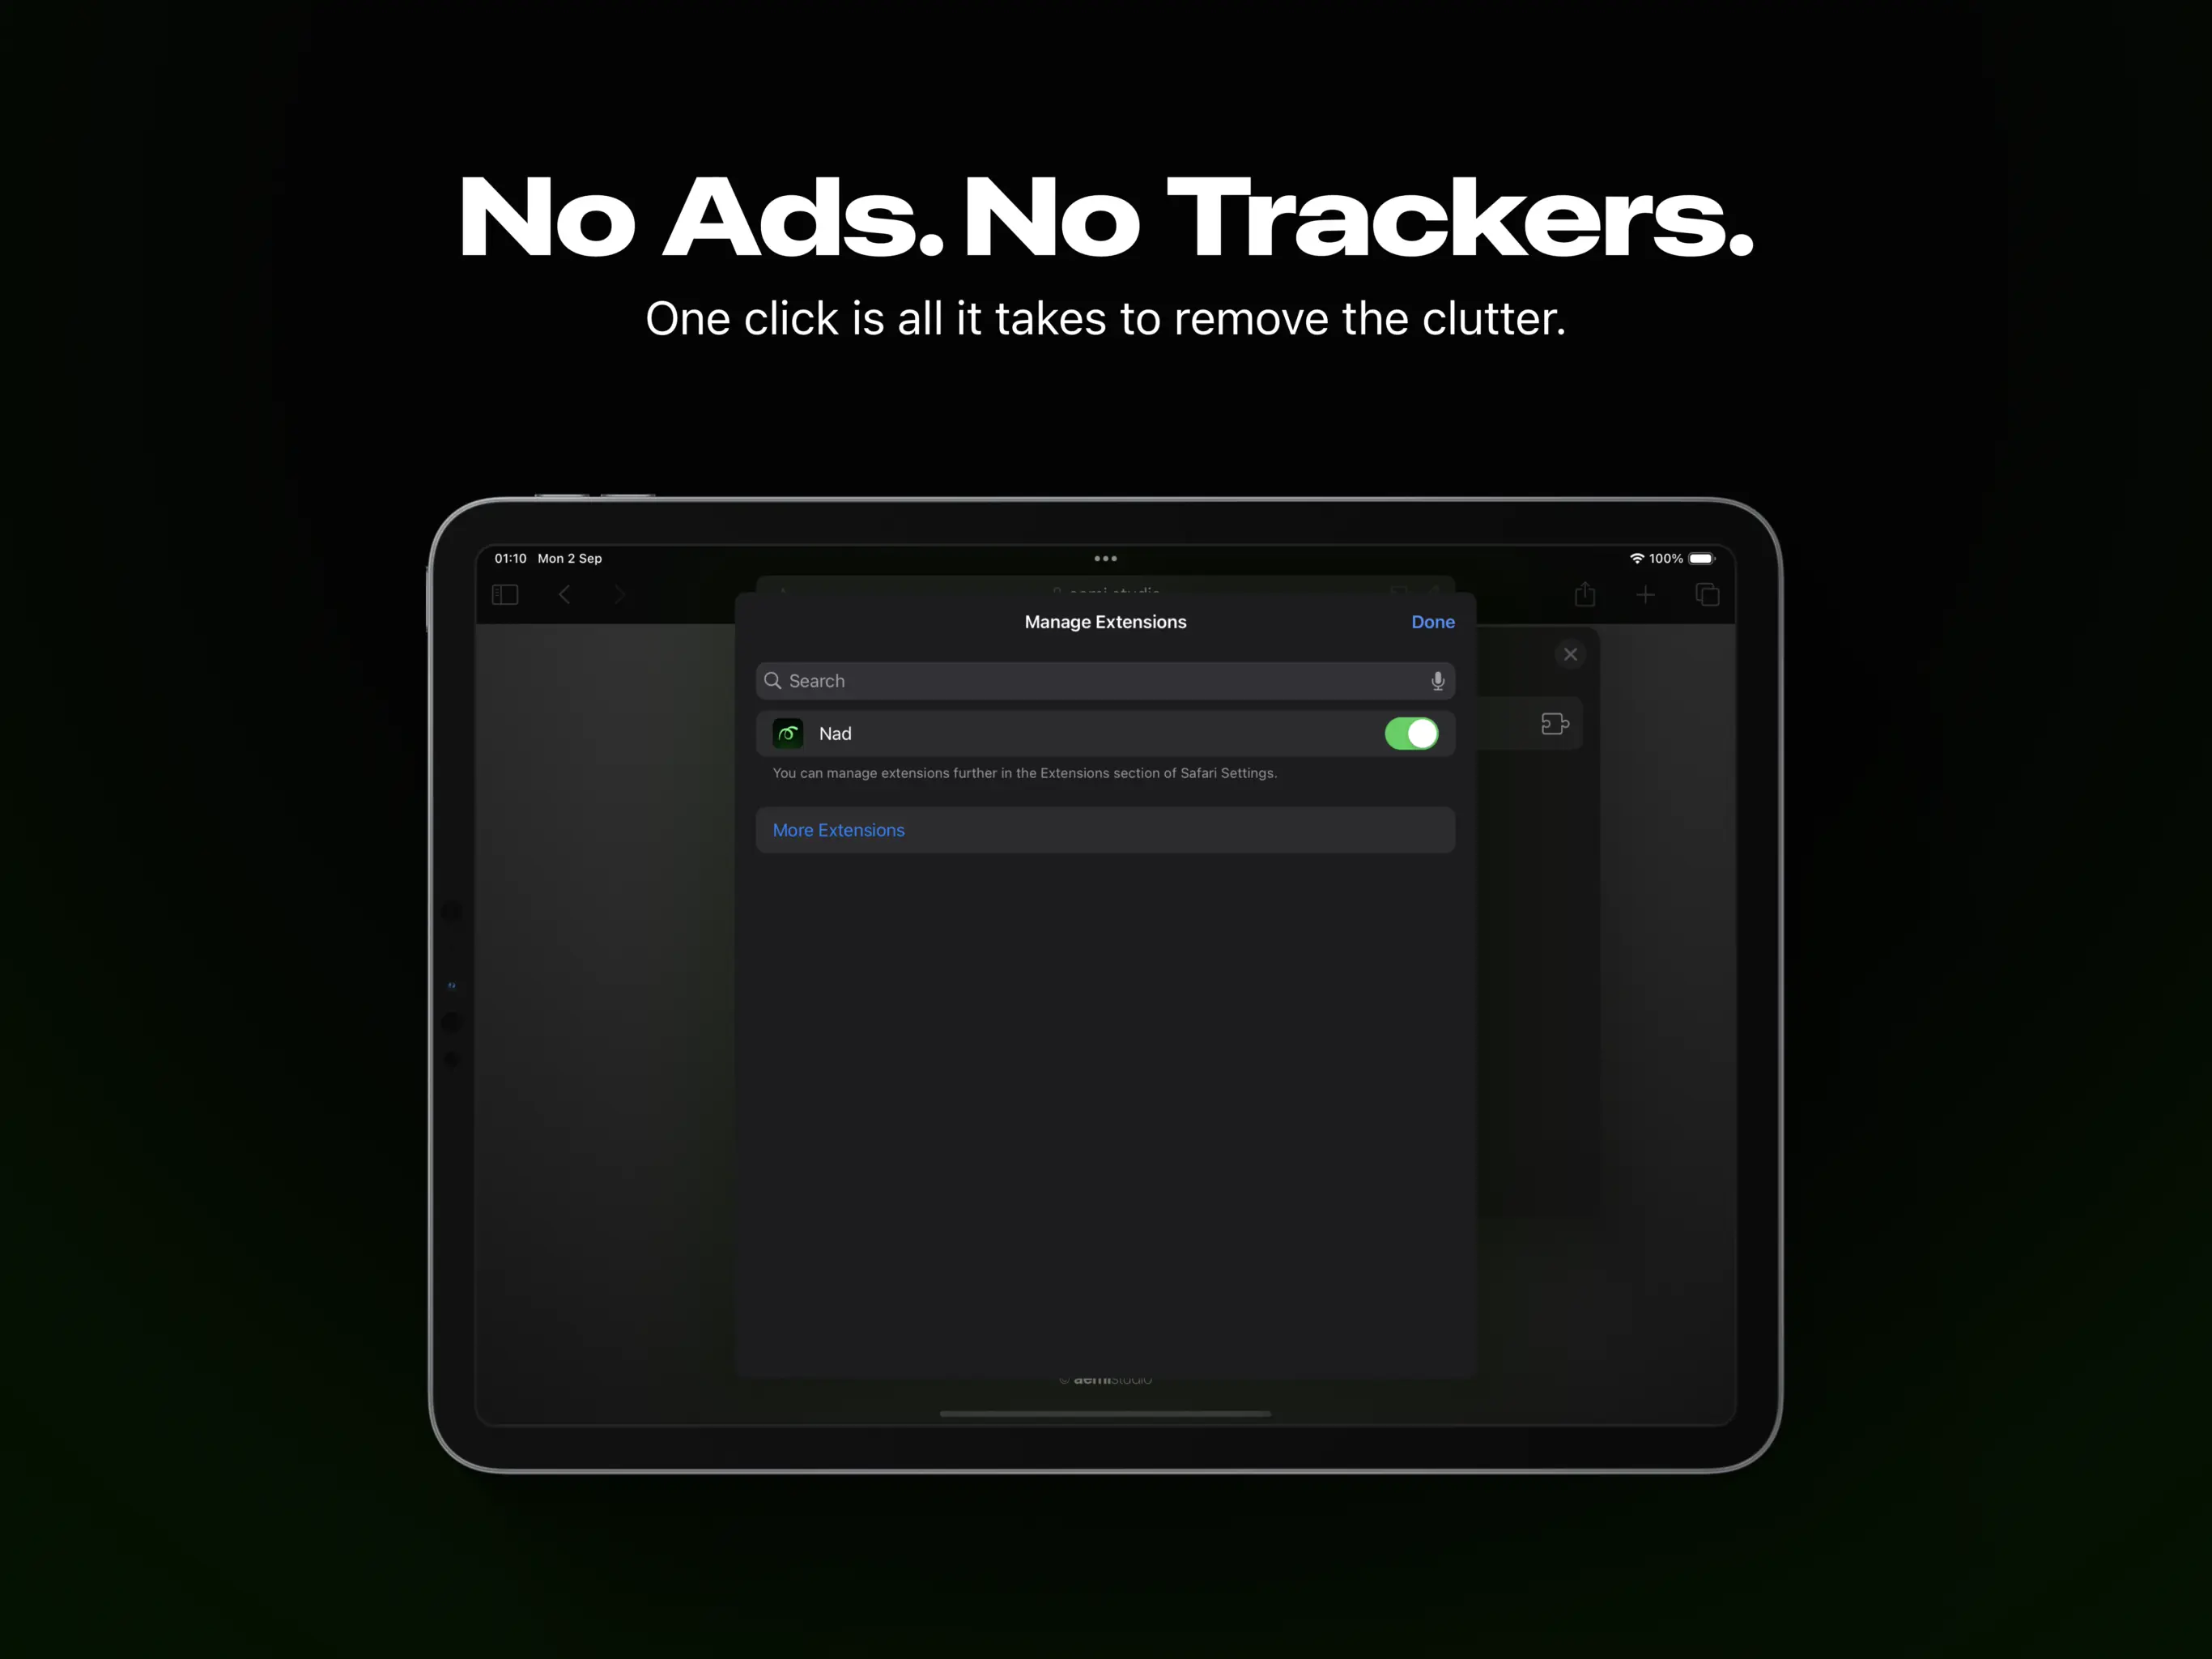 No Ads. No Trackers.
One click is all it takes to remove the clutter.
01:10 Mon 2 Sep
100%
Manage Extensions
Done
Search
Nad
You can manage extensions further in the Extensions section of Safari Settings.
More Extensions
aemistudio